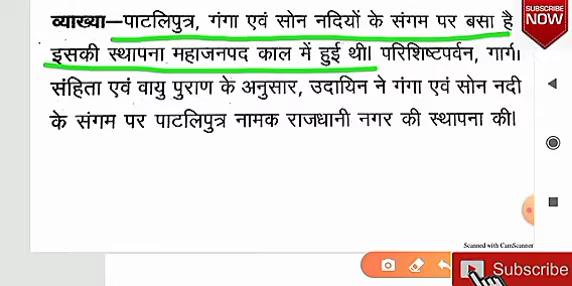 SUBSCRIBE
NOW
व्याख्या—पाटलिपुत्र, गंगा एवं सोन नदियों के संगम पर बसा है
इसकी स्थापना महाजनपद काल में हुई थी। परिशिष्टपर्वन, गार्गी
संहिता एवं वायु पुराण के अनुसार, उदायिन ने गंगा एवं सोन नदी
के संगम पर पाटलिपुत्र नामक राजधानी नगर की स्थापना की।
Scanned with CamScanner
Subscribe